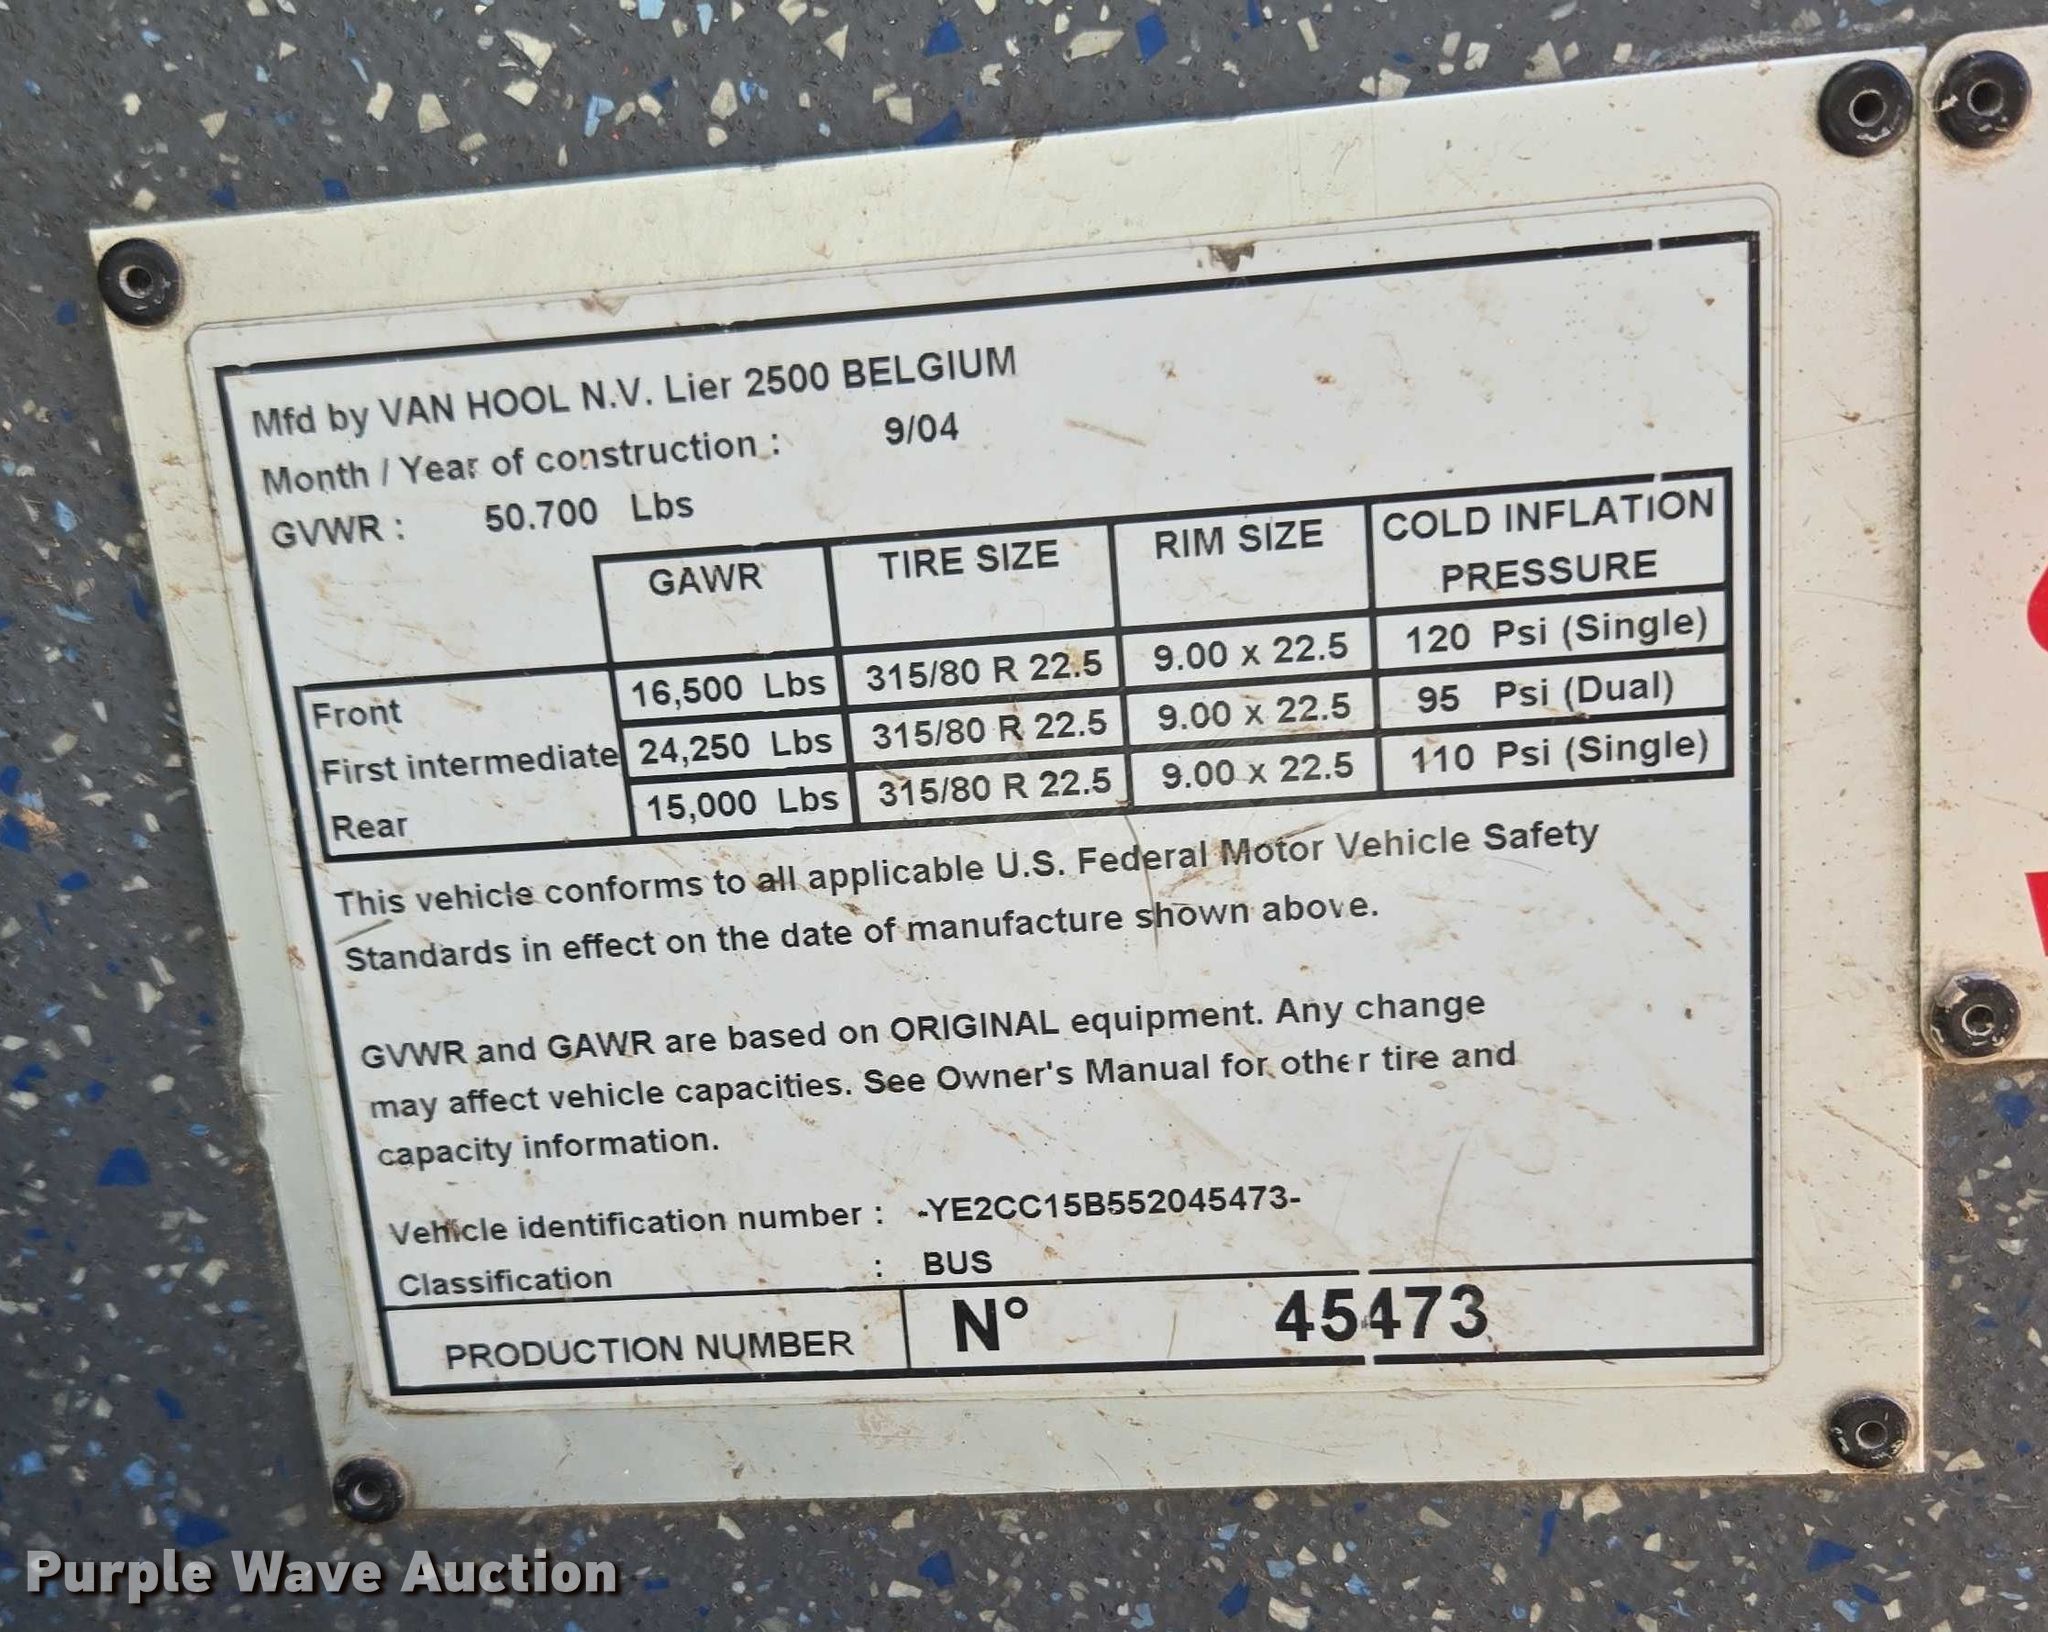 Mfd by VAN HOOL N.V. Lier 2500 BELGIUM
Month / Year of construction : 9/04
GVWR : 50.700 Lbs
GAWR TIRE SIZE RIM SIZE COLD INFLATION PRESSURE
Front 16,500 Lbs 315/80 R 22.5 9.00 x 22.5 120 Psi (Single)
First intermediate 24,250 Lbs 315/80 R 22.5 9.00 x 22.5 95 Psi (Dual)
Rear 15,000 Lbs 315/80 R 22.5 9.00 x 22.5 110 Psi (Single)
This vehicle conforms to all applicable U.S. Federal Motor Vehicle Safety
Standards in effect on the date of manufacture shown above.
GVWR and GAWR are based on ORIGINAL equipment. Any change
may affect vehicle capacities. See Owner's Manual for other tire and
capacity information.
Vehicle identification number : -YE2CC15B552045473-
Classification : BUS
PRODUCTION NUMBER N° 45473
Purple Wave Auction